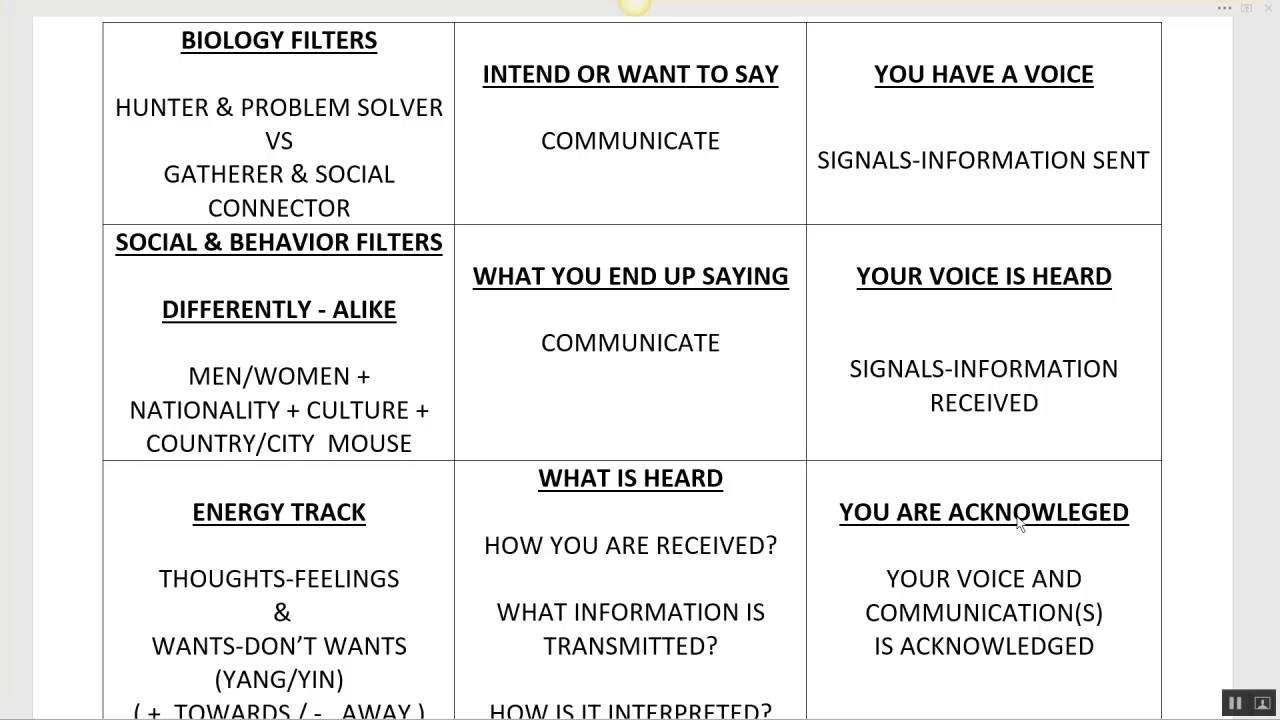 BIOLOGY FILTERS
HUNTER & PROBLEM SOLVER
VS
GATHERER & SOCIAL
CONNECTOR
INTEND OR WANT TO SAY
COMMUNICATE
YOU HAVE A VOICE
SIGNALS-INFORMATION SENT
SOCIAL & BEHAVIOR FILTERS
DIFFERENTLY - ALIKE
MEN/WOMEN +
NATIONALITY + CULTURE +
COUNTRY/CITY MOUSE
WHAT YOU END UP SAYING
COMMUNICATE
YOUR VOICE IS HEARD
SIGNALS-INFORMATION
RECEIVED
ENERGY TRACK
THOUGHTS-FEELINGS
&
WANTS-DON'T WANTS
(YANG/YIN)
( + TOWARDS / - AWAY )
WHAT IS HEARD
HOW YOU ARE RECEIVED?
WHAT INFORMATION IS
TRANSMITTED?
HOW IS IT INTERPRETED?
YOU ARE ACKNOWLEGED
YOUR VOICE AND
COMMUNICATION(S)
IS ACKNOWLEDGED